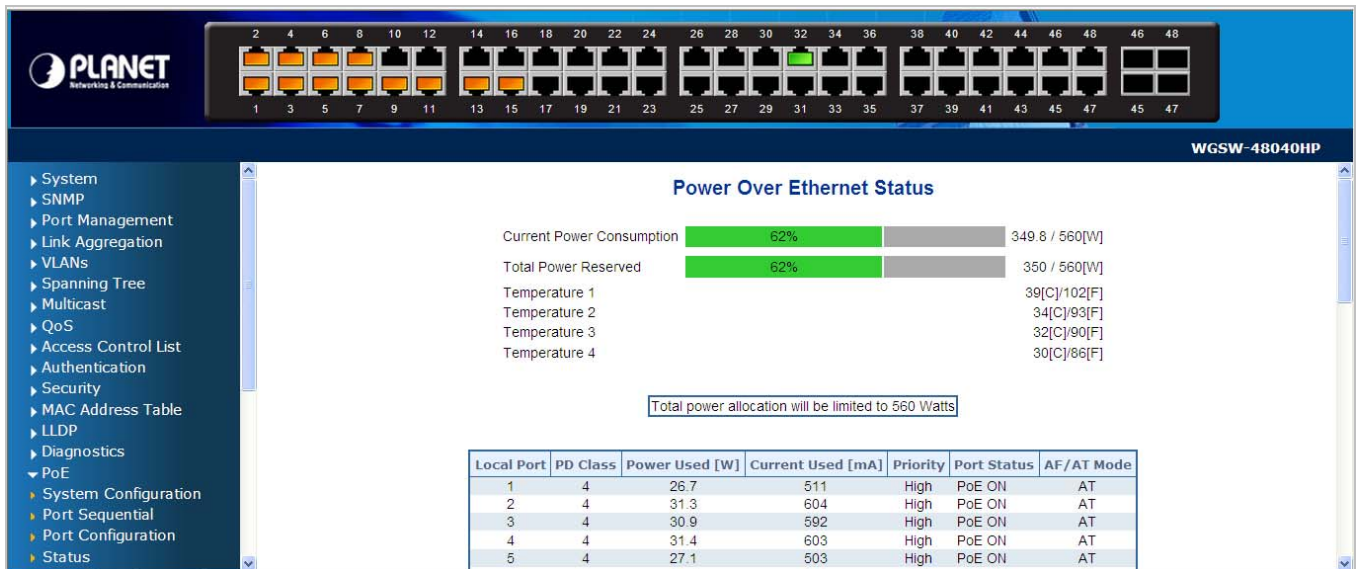 2 4 6 8 10 12 14 16 18 20 22 24 26 28 30 32 34 36 38 40 42 44 46 48 46 48
PLANET
Networking & Communication
1 3 5 7 9 11 13 15 17 19 21 23 25 27 29 31 33 35 37 39 41 43 45 47 45 47
WGSW-48040HP
System
SNMP
Port Management
Link Aggregation
VLANs
Spanning Tree
Multicast
QoS
Access Control List
Authentication
Security
MAC Address Table
LLDP
Diagnostics
PoE
System Configuration
Port Sequential
Port Configuration
Status
Power Over Ethernet Status
Current Power Consumption 62% 349.8 / 560[W]
Total Power Reserved 62% 350 / 560[W]
Temperature 1 39[C]/102[F]
Temperature 2 34[C]/93[F]
Temperature 3 32[C]/90[F]
Temperature 4 30[C]/86[F]
Total power allocation will be limited to 560 Watts
Local Port PD Class Power Used [W] Current Used [mA] Priority Port Status AF/AT Mode
1 4 26.7 511 High PoE ON AT
2 4 31.3 604 High PoE ON AT
3 4 30.9 592 High PoE ON AT
4 4 31.4 603 High PoE ON AT
5 4 27.1 503 High PoE ON AT